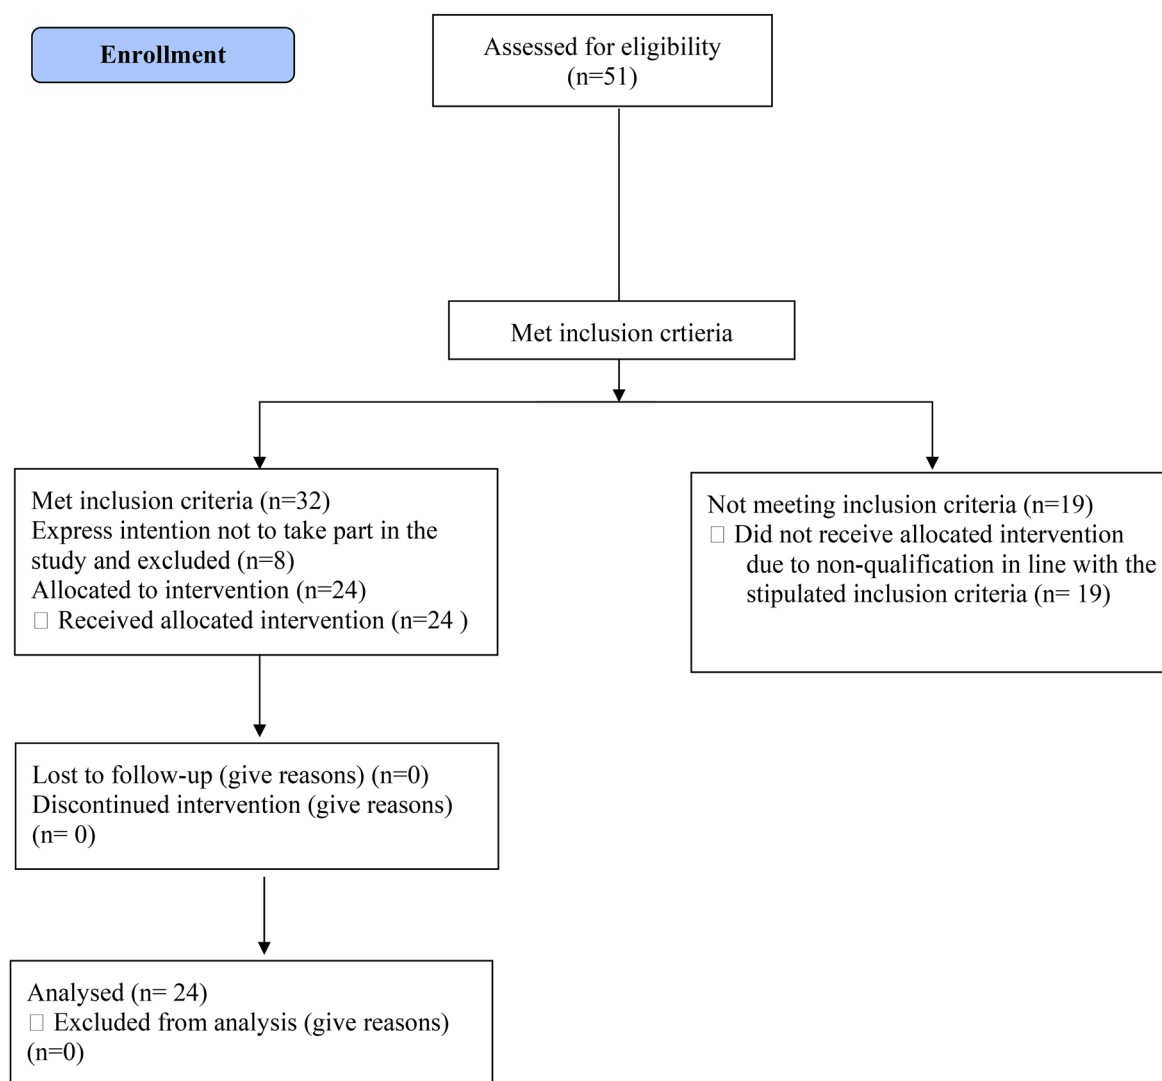 Enrollment
Assessed for eligibility
(n=51)
Met inclusion crtieria
Met inclusion criteria (n=32)
Express intention not to take part in the
study and excluded (n=8)
Allocated to intervention (n=24)
□ Received allocated intervention (n=24 )
Not meeting inclusion criteria (n=19)
□ Did not receive allocated intervention
due to non-qualification in line with the
stipulated inclusion criteria (n= 19)
Lost to follow-up (give reasons) (n=0)
Discontinued intervention (give reasons)
(n= 0)
Analysed (n= 24)
□ Excluded from analysis (give reasons)
(n=0)